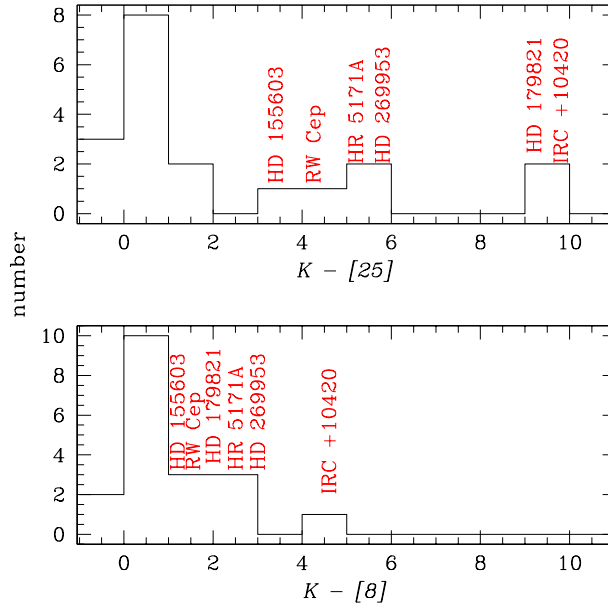 8
6
4
2
0
HD 155603
RW Cep
HR 5171A
HD 269953
HD 179821
IRC +10420
0 2 4 6 8 10
K - [25]
number
10
8
6
4
2
0
HD 155603
RW Cep
HD 179821
HR 5171A
HD 269953
IRC +10420
0 2 4 6 8 10
K - [8]